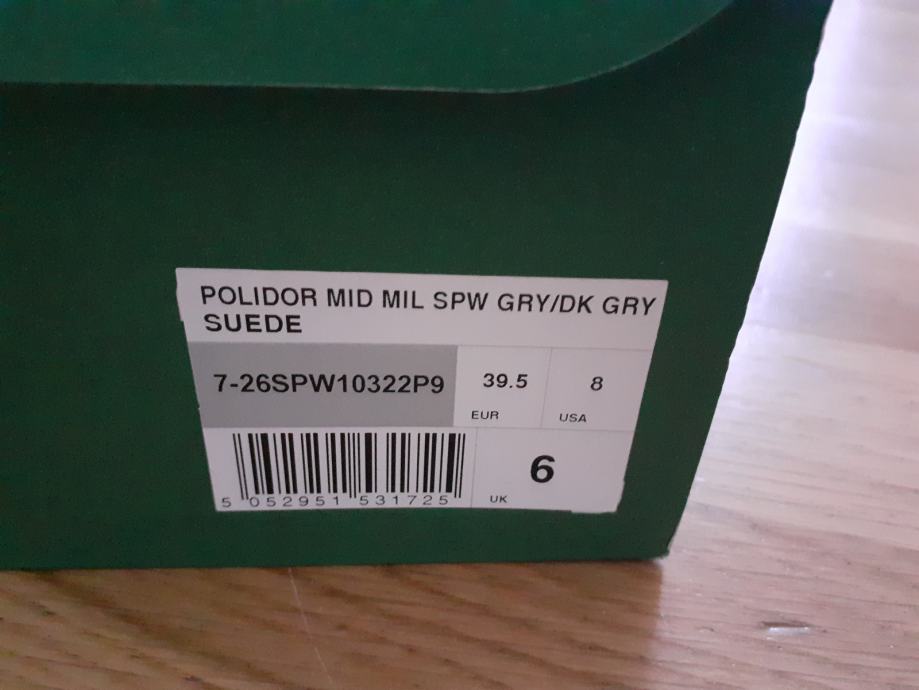 POLIDOR MID MIL SPW GRY/DK GRY
SUEDE
7-26SPW10322P9
39.5
EUR
8
USA
5 052951 531725
6
UK